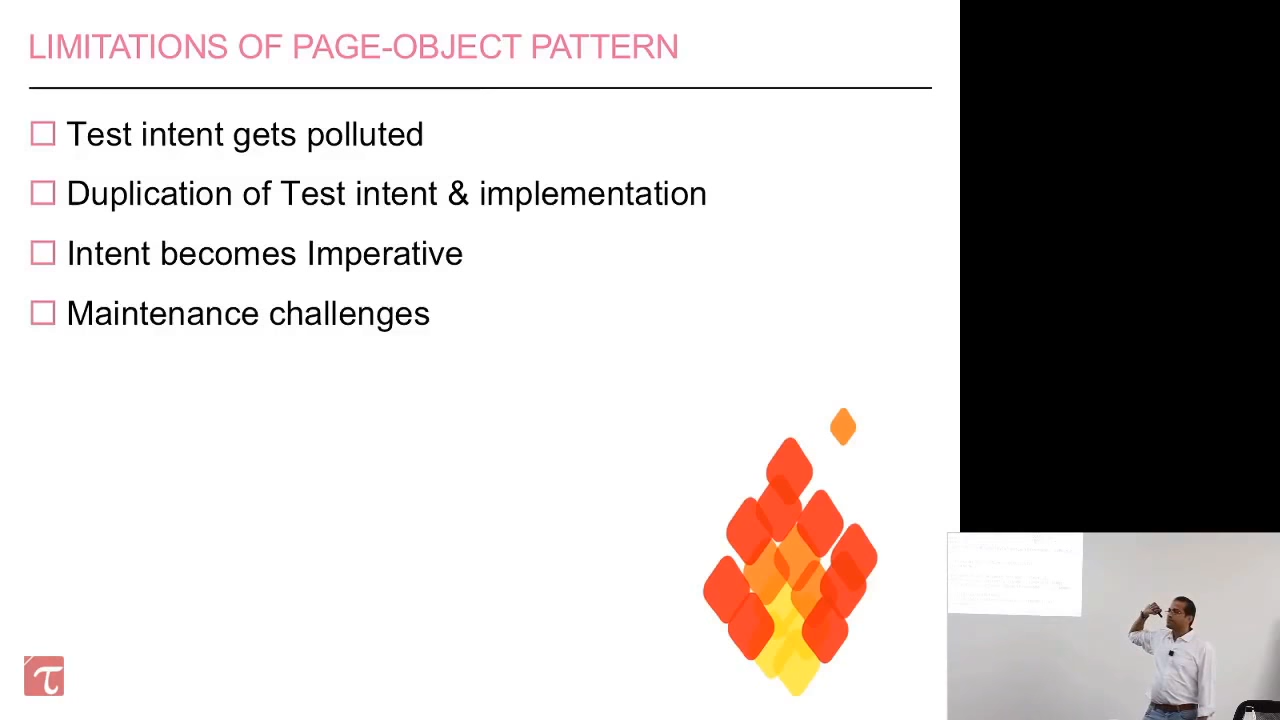 LIMITATIONS OF PAGE-OBJECT PATTERN
Test intent gets polluted
Duplication of Test intent & implementation
Intent becomes Imperative
Maintenance challenges
τ